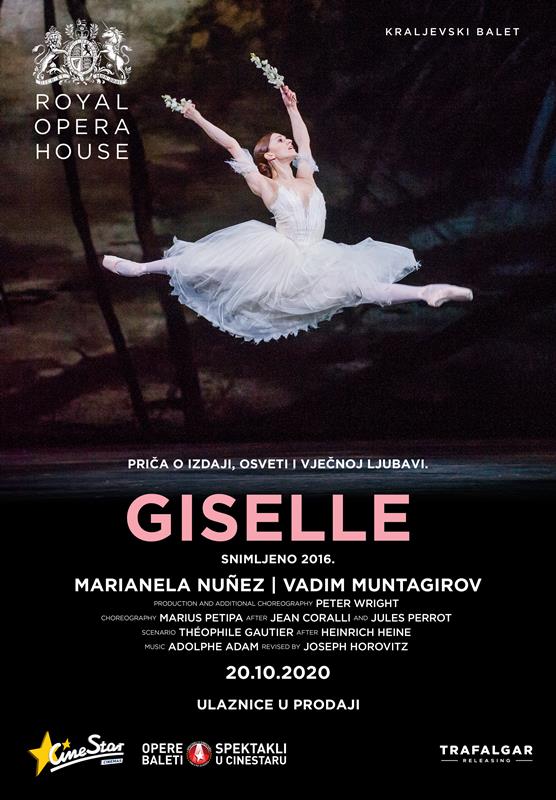 KRALJEVSKI BALET
ROYAL
OPERA
HOUSE
PRIČA O IZDAJI, OSVETI I VJEČNOJ LJUBAVI.
GISELLE
SNIMLJENO 2016.
MARIANELA NUÑEZ | VADIM MUNTAGIROV
PRODUCTION AND ADDITIONAL CHOREOGRAPHY PETER WRIGHT
CHOREOGRAPHY MARIUS PETIPA AFTER JEAN CORALLI AND JULES PERROT
SCENARIO THÉOPHILE GAUTIER AFTER HEINRICH HEINE
MUSIC ADOLPHE ADAM REVISED BY JOSEPH HOROVITZ
20.10.2020
ULAZNICE U PRODAJI
CineStar
CINEMAS
OPERE SPEKTAKLI
BALETI U CINESTARU
TRAFALGAR
RELEASING